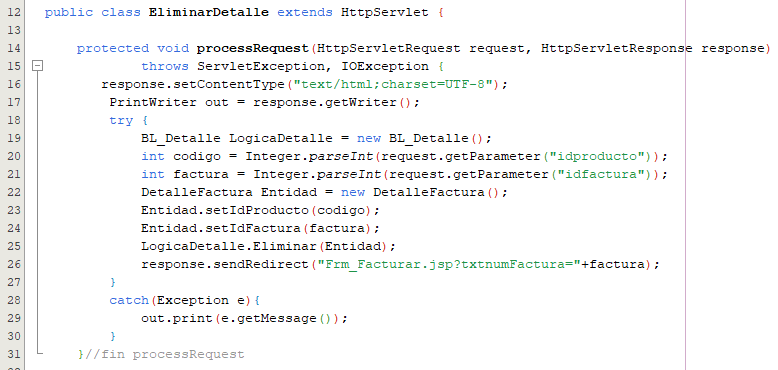 12 public class EliminarDetalle extends HttpServlet {
13
14     protected void processRequest(HttpServletRequest request, HttpServletResponse response)
15             throws ServletException, IOException {
16        response.setContentType("text/html;charset=UTF-8");
17         PrintWriter out = response.getWriter();
18         try {
19             BL_Detalle LogicaDetalle = new BL_Detalle();
20             int codigo = Integer.parseInt(request.getParameter("idproducto"));
21             int factura = Integer.parseInt(request.getParameter("idfactura"));
22             DetalleFactura Entidad = new DetalleFactura();
23             Entidad.setIdProducto(codigo);
24             Entidad.setIdFactura(factura);
25             LogicaDetalle.Eliminar(Entidad);
26             response.sendRedirect("Frm_Facturar.jsp?txtnumFactura="+factura);
27         }
28         catch(Exception e){
29             out.print(e.getMessage());
30         }
31     }//fin processRequest